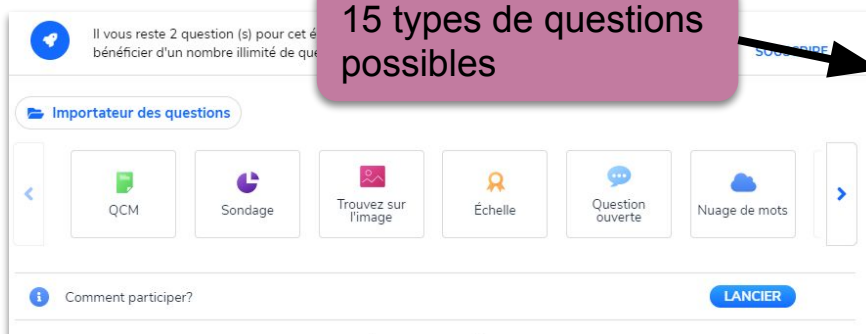 Il vous reste 2 question (s) pour cet é
bénéficier d'un nombre illimité de que
15 types de questions
possibles
SOUSCRIRE
Importateur des questions
QCM
Sondage
Trouvez sur
l'image
Échelle
Question
ouverte
Nuage de mots
Comment participer?
LANCIER